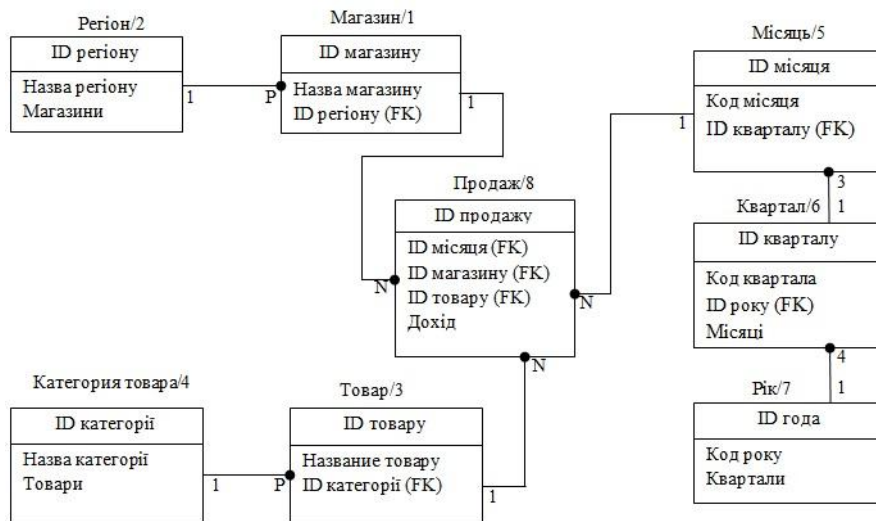 Регіон/2
ID регіону
Назва регіону
Магазини
1
P
Магазин/1
ID магазину
Назва магазину
ID регіону (FK)
1
Місяць/5
ID місяця
Код місяця
ID кварталу (FK)
1
3
Продаж/8
ID продажу
ID місяця (FK)
ID магазину (FK)
ID товару (FK)
Дохід
N
N
N
Квартал/6
1
ID кварталу
Код квартала
ID року (FK)
Місяці
4
Категория товара/4
ID категорії
Назва категорії
Товари
1
P
Товар/3
ID товару
Название товару
ID категорії (FK)
1
Рік/7
1
ID года
Код року
Квартали